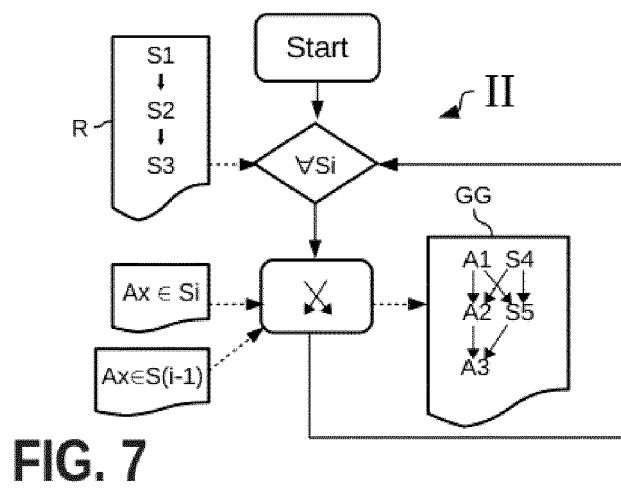 Start
S1
S2
S3
R
II
∀Si
GG
A1 S4
A2 S5
A3
Ax ∈ Si
Ax∈S(i-1)
FIG. 7